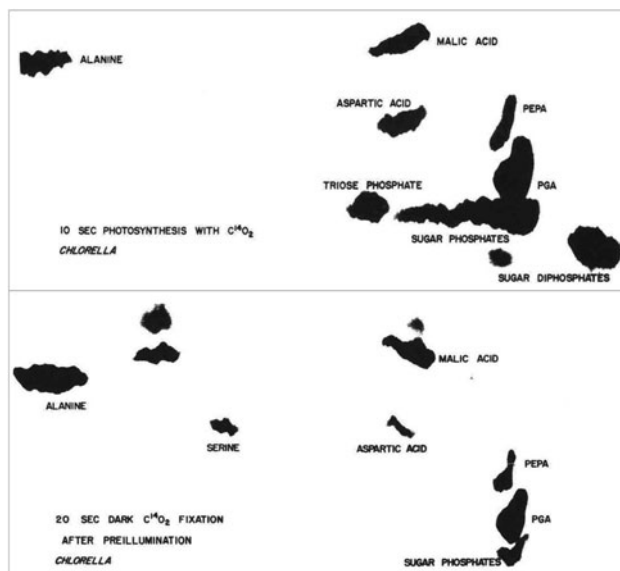 MALIC ACID
ALANINE
ASPARTIC ACID
PEPA
TRIOSE PHOSPHATE
PGA
10 SEC PHOTOSYNTHESIS WITH C¹⁴O₂
SUGAR PHOSPHATES
CHLORELLA
SUGAR DIPHOSPHATES
MALIC ACID
ALANINE
SERINE
ASPARTIC ACID
PEPA
20 SEC DARK C¹⁴O₂ FIXATION
PGA
AFTER PREILLUMINATION
CHLORELLA
SUGAR PHOSPHATES